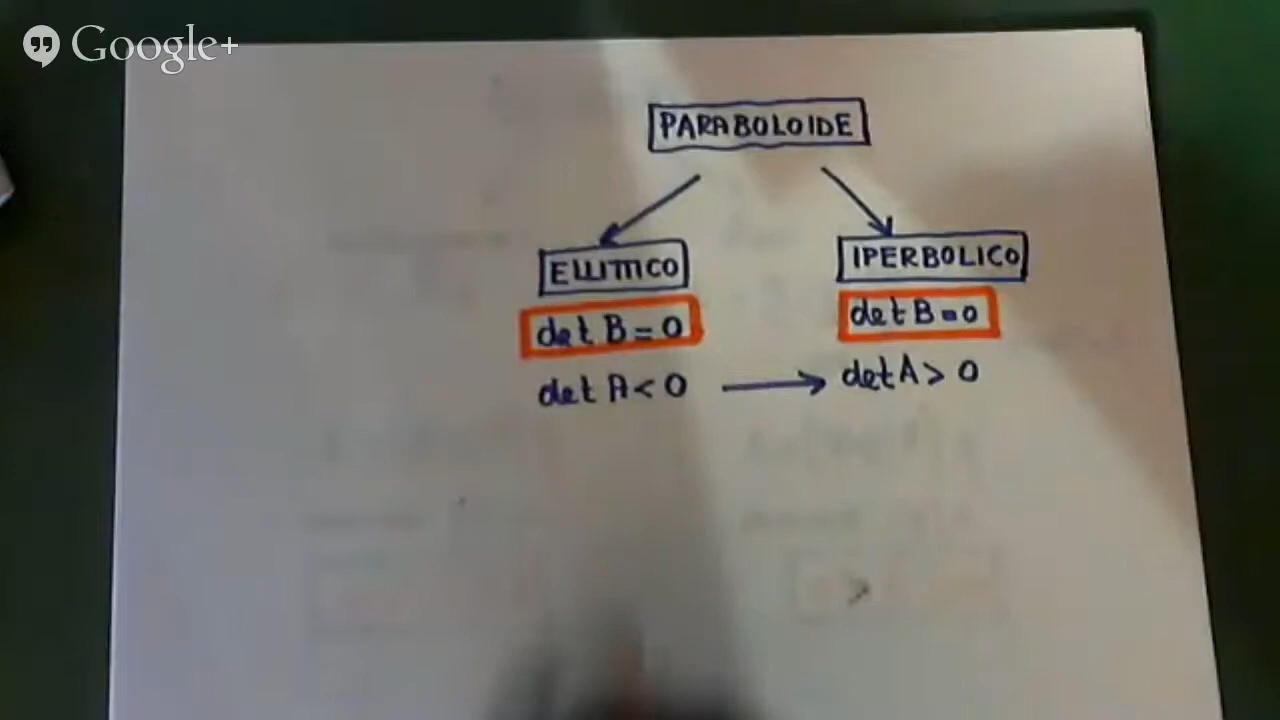 Google+
PARABOLOIDE
ELLITTICO
IPERBOLICO
det B = 0
det B = 0
det A < 0
det A > 0